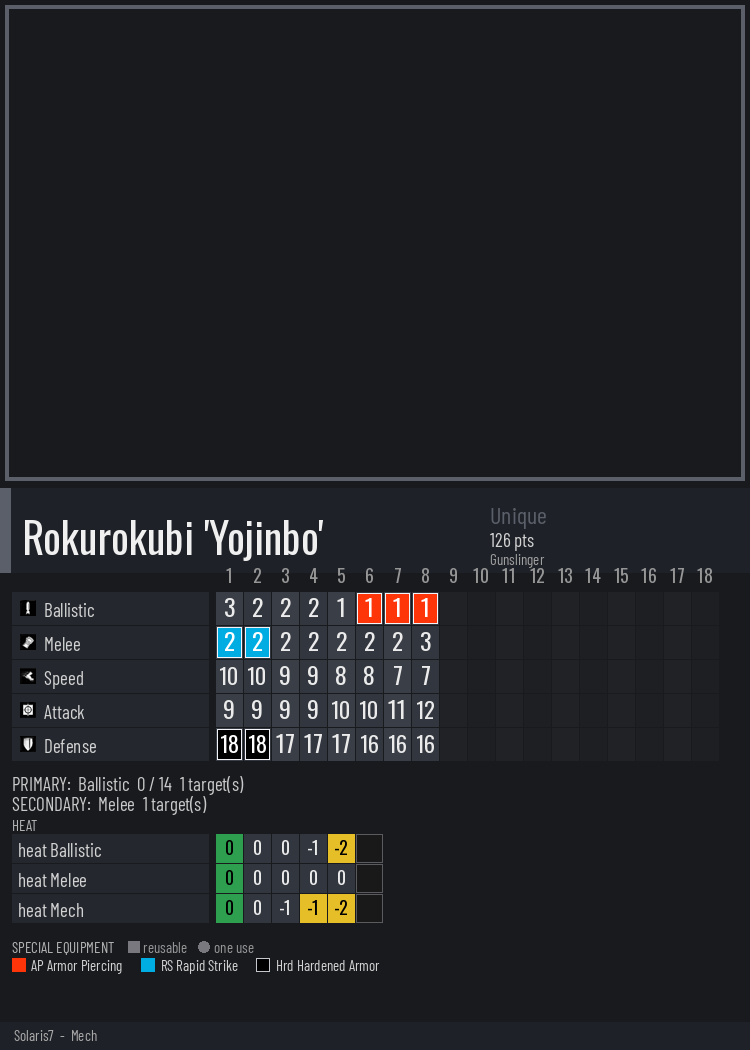 Rokurokubi 'Yojinbo'
Unique
126 pts
Gunslinger
1 2 3 4 5 6 7 8 9 10 11 12 13 14 15 16 17 18
Ballistic 3 2 2 2 1 1 1 1
Melee 2 2 2 2 2 2 2 3
Speed 10 10 9 9 8 8 7 7
Attack 9 9 9 9 10 10 11 12
Defense 18 18 17 17 17 16 16 16
PRIMARY: Ballistic 0 / 14 1 target(s)
SECONDARY: Melee 1 target(s)
HEAT
heat Ballistic 0 0 0 -1 -2
heat Melee 0 0 0 0 0
heat Mech 0 0 -1 -1 -2
SPECIAL EQUIPMENT reusable one use
AP Armor Piercing RS Rapid Strike Hrd Hardened Armor
Solaris7 - Mech